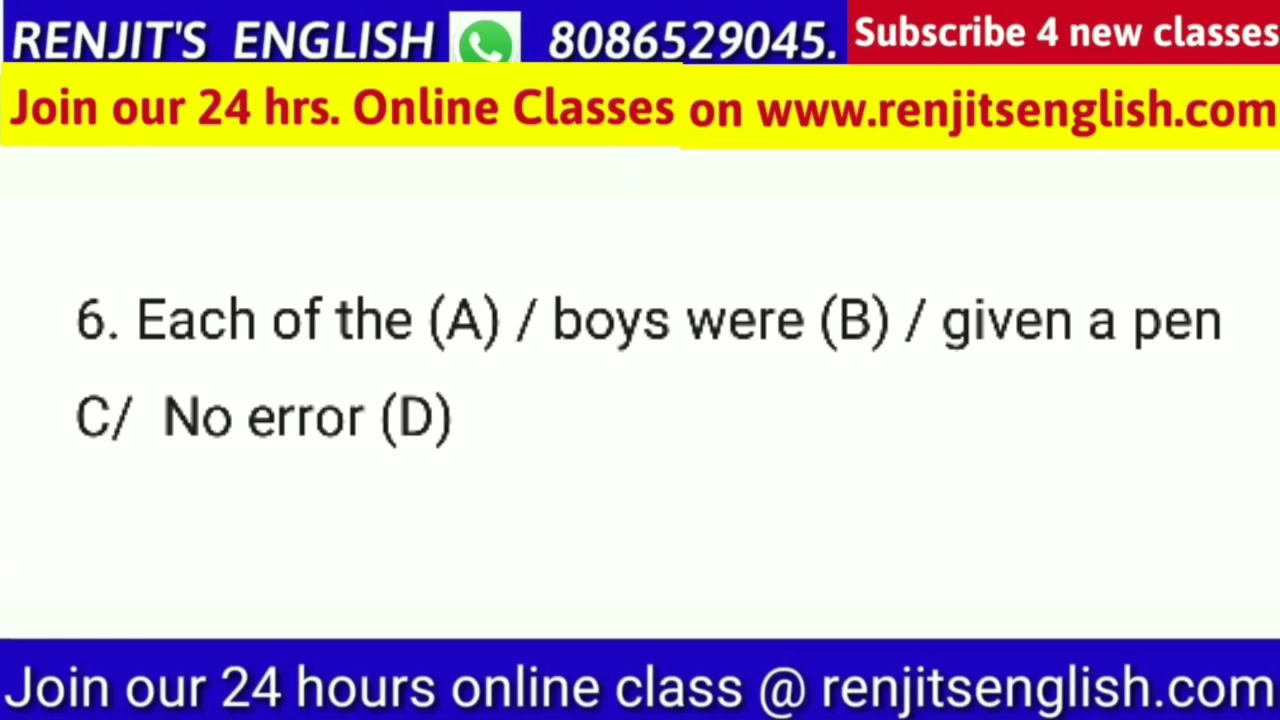 RENJIT'S ENGLISH 8086529045. Subscribe 4 new classes
Join our 24 hrs. Online Classes on www.renjitsenglish.com
6. Each of the (A) / boys were (B) / given a pen
C/ No error (D)
Join our 24 hours online class @ renjitsenglish.com